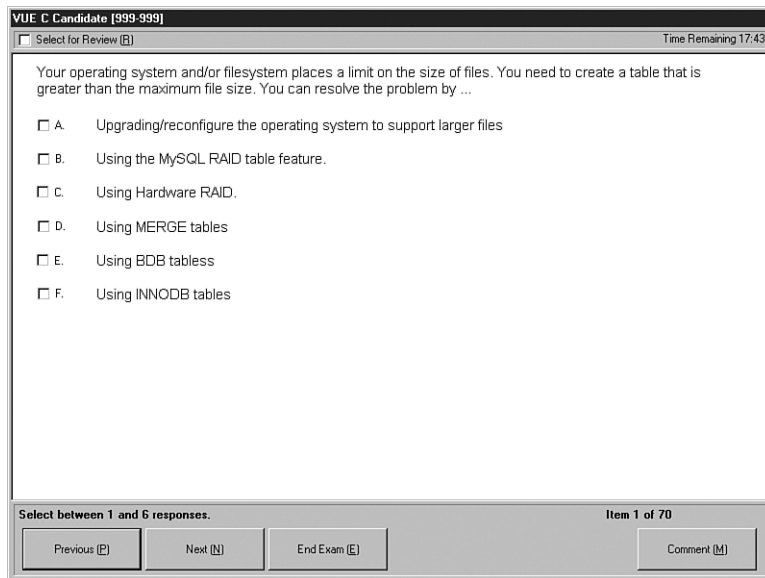 VUE C Candidate [999-999]
Select for Review (R) Time Remaining 17:43
Your operating system and/or filesystem places a limit on the size of files. You need to create a table that is
greater than the maximum file size. You can resolve the problem by ...
A. Upgrading/reconfigure the operating system to support larger files
B. Using the MySQL RAID table feature.
C. Using Hardware RAID.
D. Using MERGE tables
E. Using BDB tabless
F. Using INNODB tables
Select between 1 and 6 responses. Item 1 of 70
Previous (P) Next (N) End Exam (E) Comment (M)